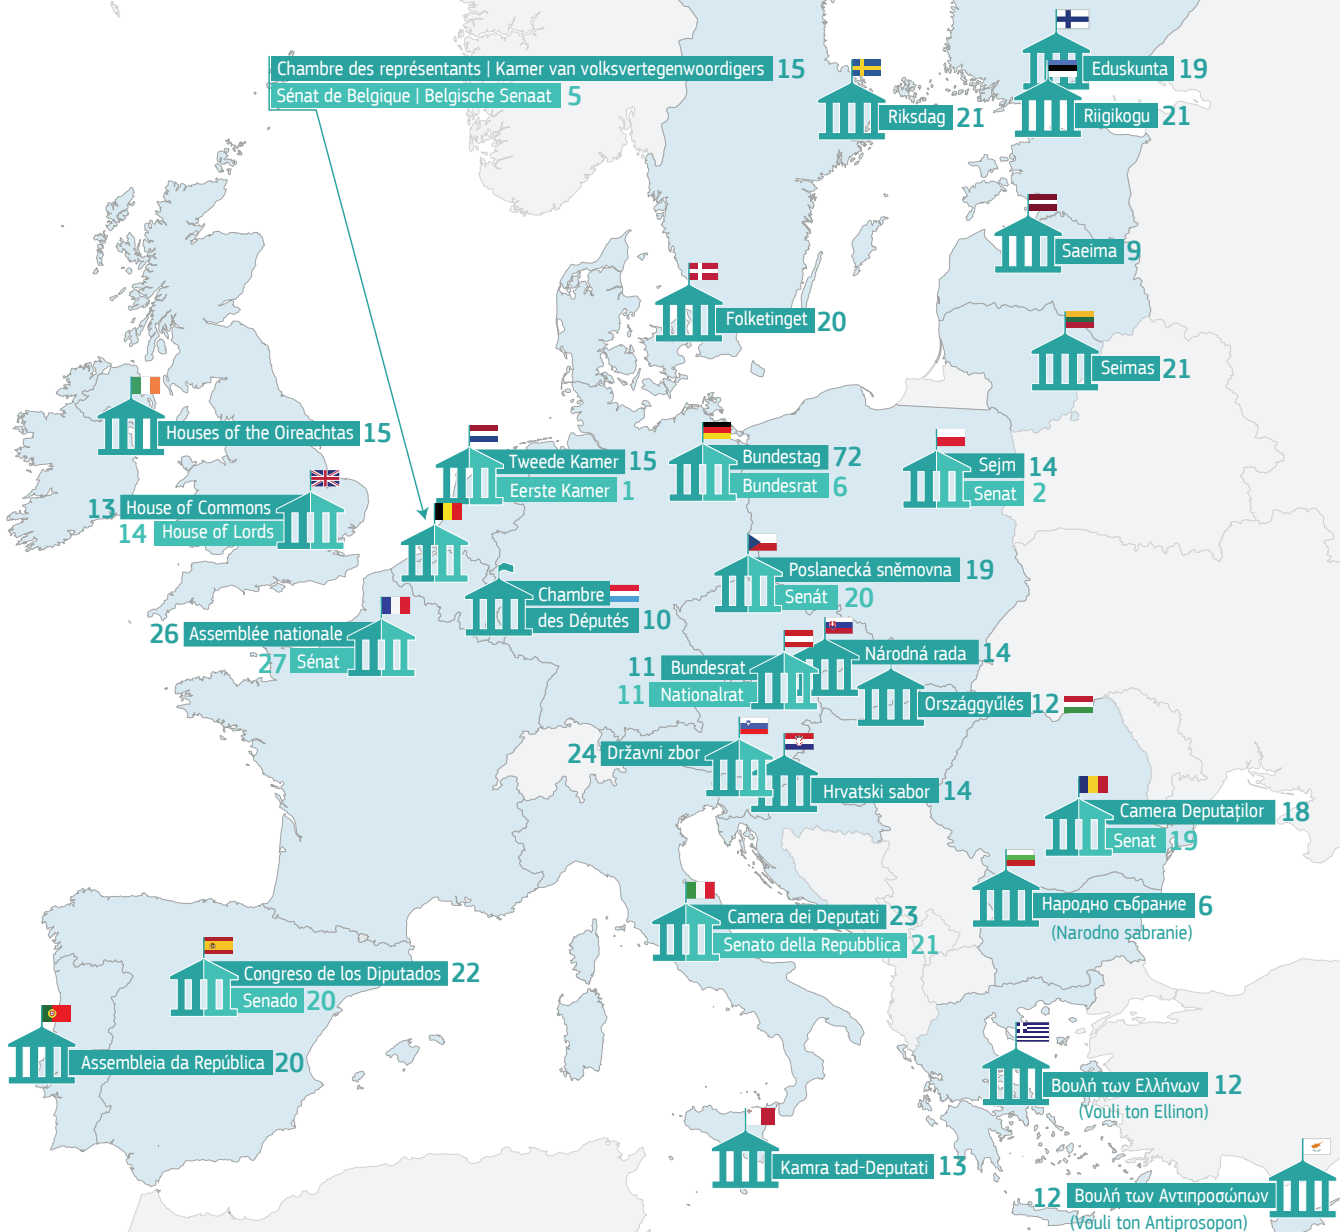 Chambre des représentants | Kamer van volksvertegenwoordigers 15
Sénat de Belgique | Belgische Senaat 5
Eduskunta 19
Riksdag 21
Riigikogu 21
Saeima 9
Folketinget 20
Seimas 21
Houses of the Oireachtas 15
Tweede Kamer 15
Eerste Kamer 1
Bundestag 72
Bundesrat 6
Sejm 14
Senat 2
13 House of Commons
14 House of Lords
Poslanecká sněmovna 19
Senát 20
Chambre
des Députés 10
26 Assemblée nationale
27 Sénat
Národná rada 14
11 Bundesrat
11 Nationalrat
Országgyűlés 12
24 Državni zbor
Hrvatski sabor 14
Camera Deputaților 18
Senat 19
Народно събрание 6
(Narodno sabranie)
Camera dei Deputati 23
Senato della Repubblica 21
Congreso de los Diputados 22
Senado 20
Assembleia da República 20
Βουλή των Ελλήνων 12
(Vouli ton Ellinon)
Kamra tad-Deputati 13
12 Βουλή των Αντιπροσώπων
(Vouli ton Antiprosopon)